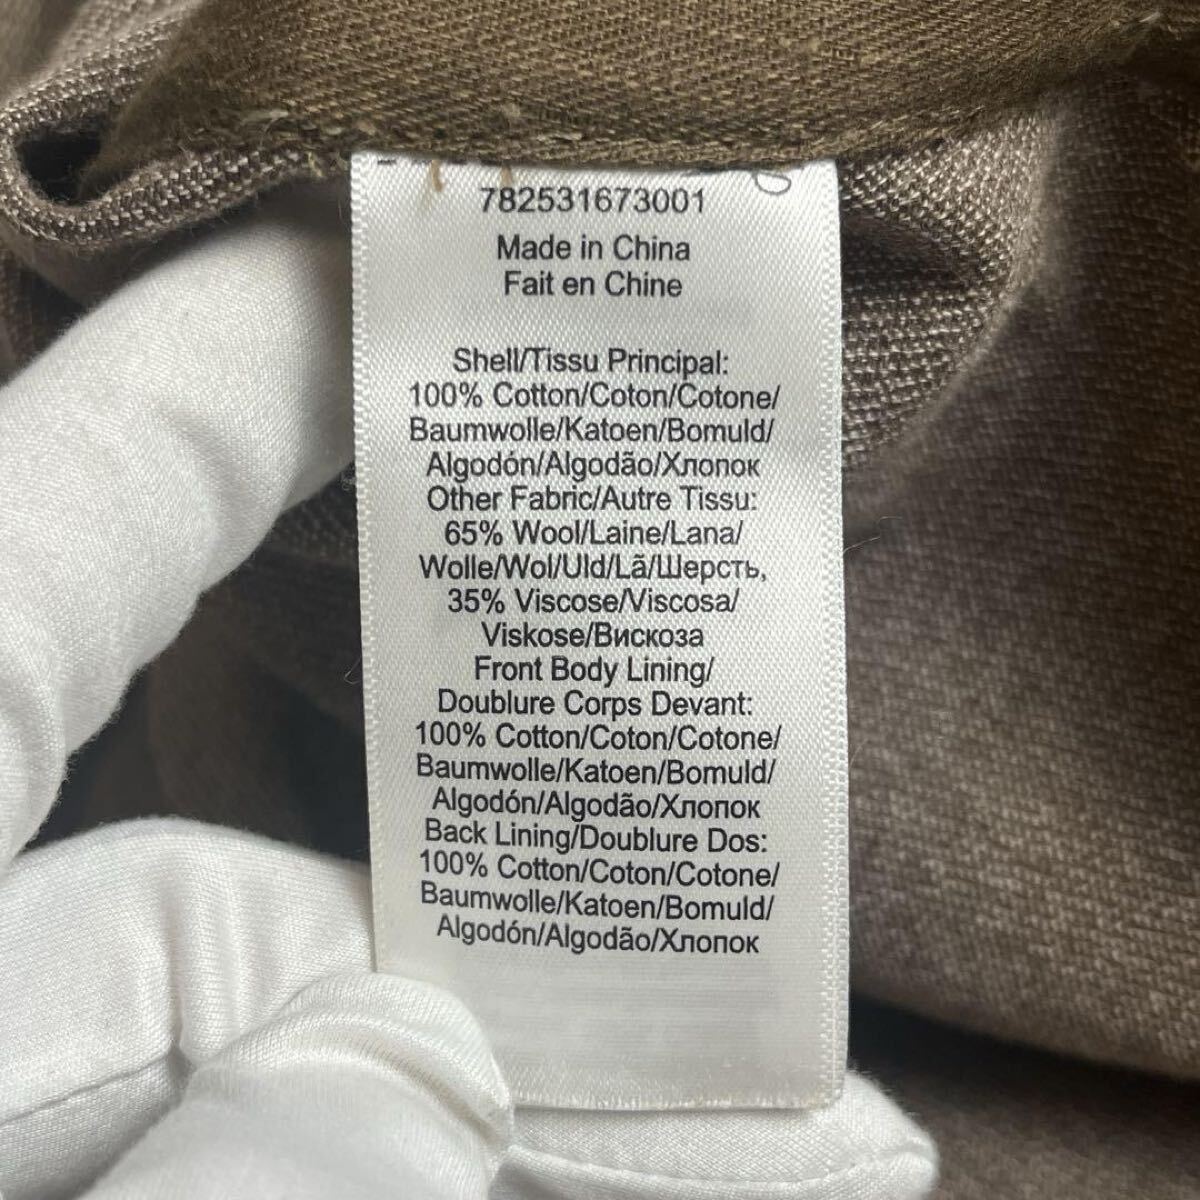 782531673001
Made in China
Fait en Chine
Shell/Tissu Principal:
100% Cotton/Coton/Cotone/
Baumwolle/Katoen/Bomuld/
Algodón/Algodão/Хлопок
Other Fabric/Autre Tissu:
65% Wool/Laine/Lana/
Wolle/Wol/Uld/Lã/Шерсть,
35% Viscose/Viscosa/
Viskose/Вискоза
Front Body Lining/
Doublure Corps Devant:
100% Cotton/Coton/Cotone/
Baumwolle/Katoen/Bomuld/
Algodón/Algodão/Хлопок
Back Lining/Doublure Dos:
100% Cotton/Coton/Cotone/
Baumwolle/Katoen/Bomuld/
Algodón/Algodão/Хлопок